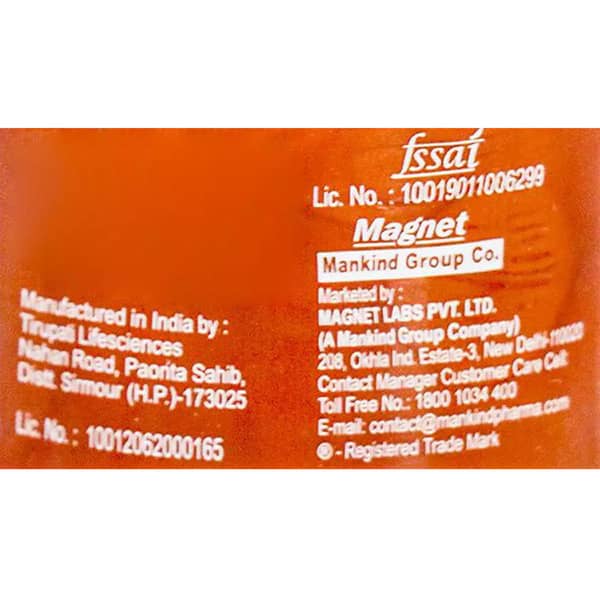 Manufactured in India by :
Tirupati Lifesciences
Nahan Road, Paonta Sahib,
Distt. Sirmour (H.P.)-173025
Lic. No. : 10012062000165
fssai
Lic. No. : 10019011006299
Magnet
Mankind Group Co.
Marketed by :
MAGNET LABS PVT. LTD.
(A Mankind Group Company)
208, Okhla Ind. Estate-3, New Delhi-110020
Contact Manager Customer Care Cell:
Toll Free No.: 1800 1034 400
E-mail: contact@mankindpharma.com
® - Registered Trade Mark